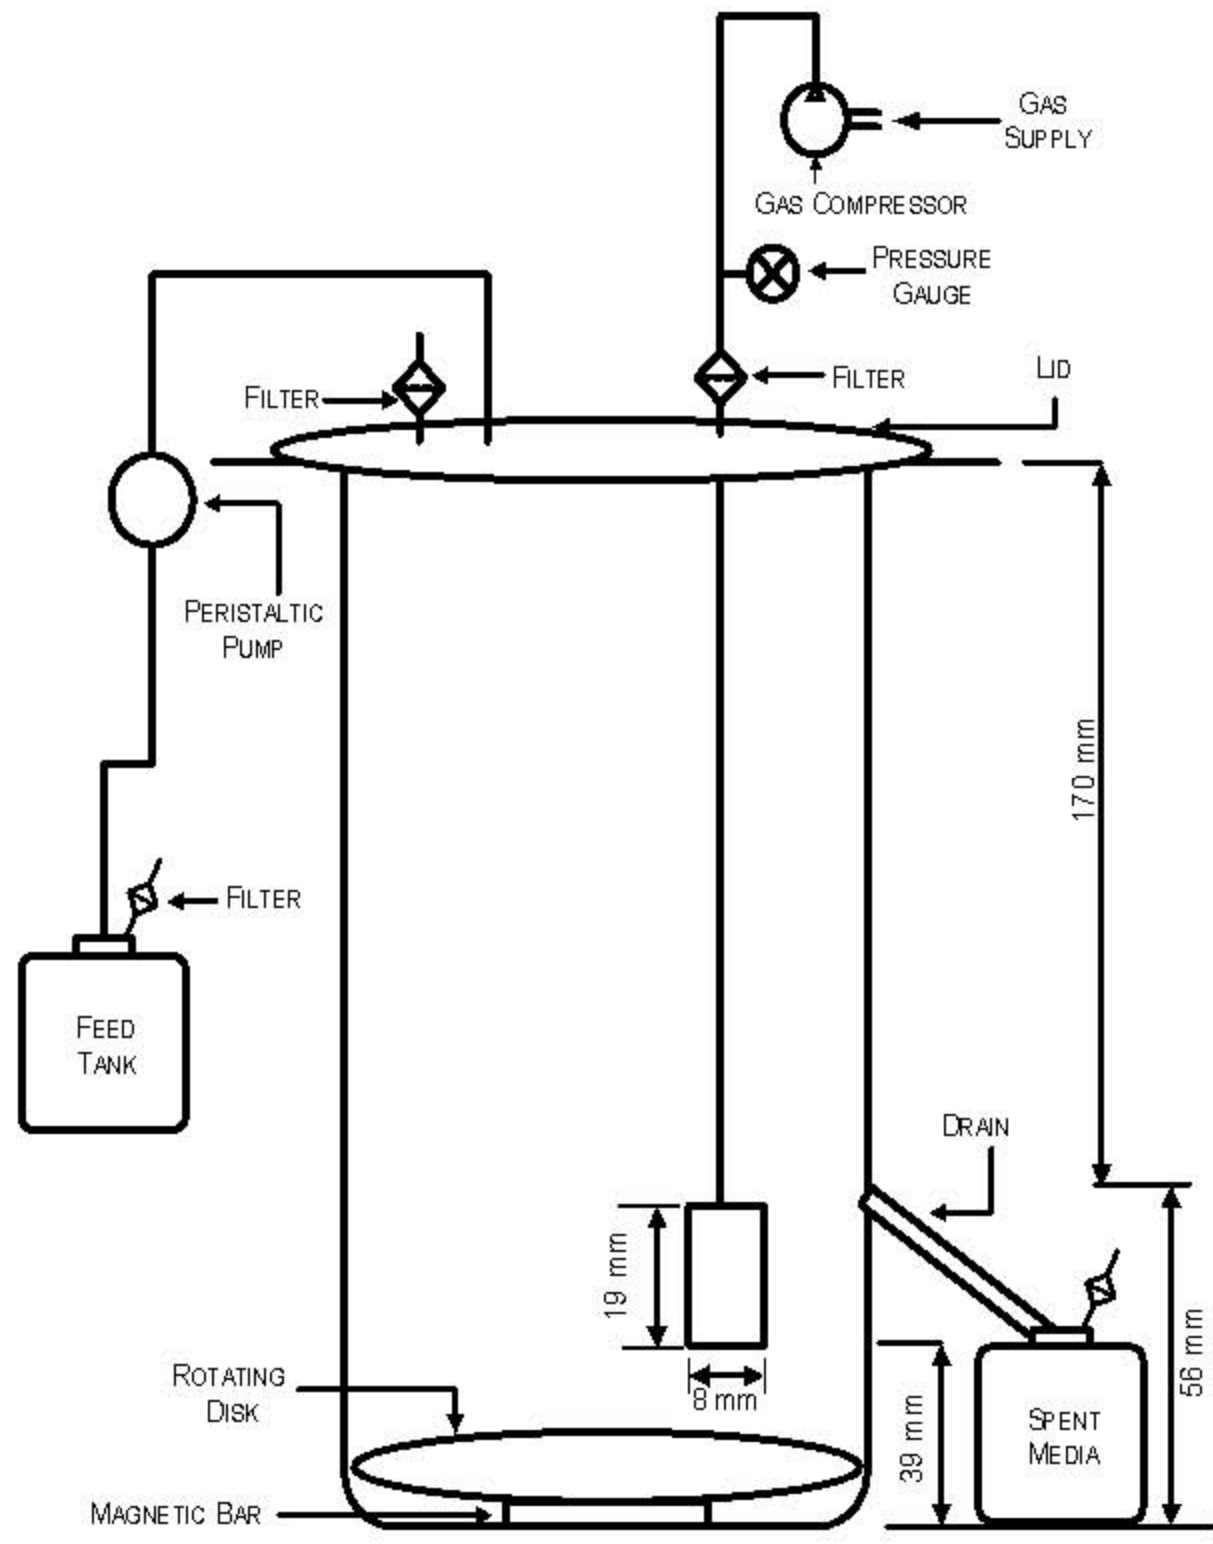 GAS
SUPPLY
GAS COMPRESSOR
PRESSURE
GAUGE
LID
FILTER
FILTER
PERISTALTIC
PUMP
170 mm
FILTER
FEED
TANK
DRAIN
19 mm
8 mm
56 mm
39 mm
ROTATING
DISK
SPENT
MEDIA
MAGNETIC BAR